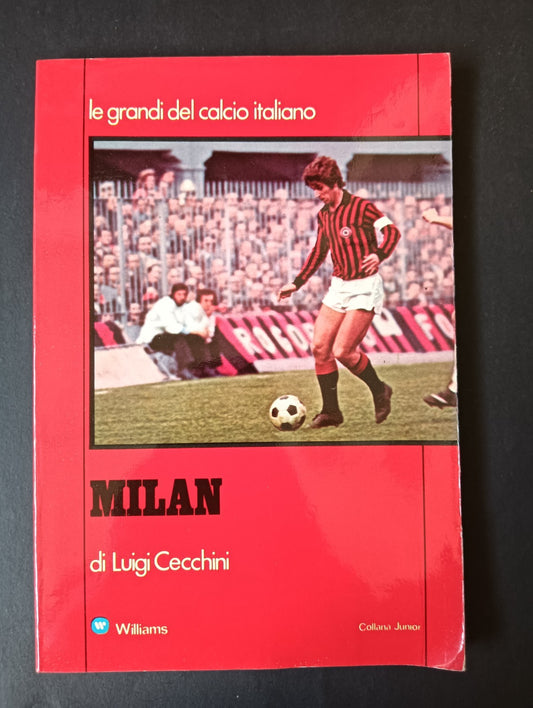 le grandi del calcio italiano
MILAN
di Luigi Cecchini
Williams
Collana Junior